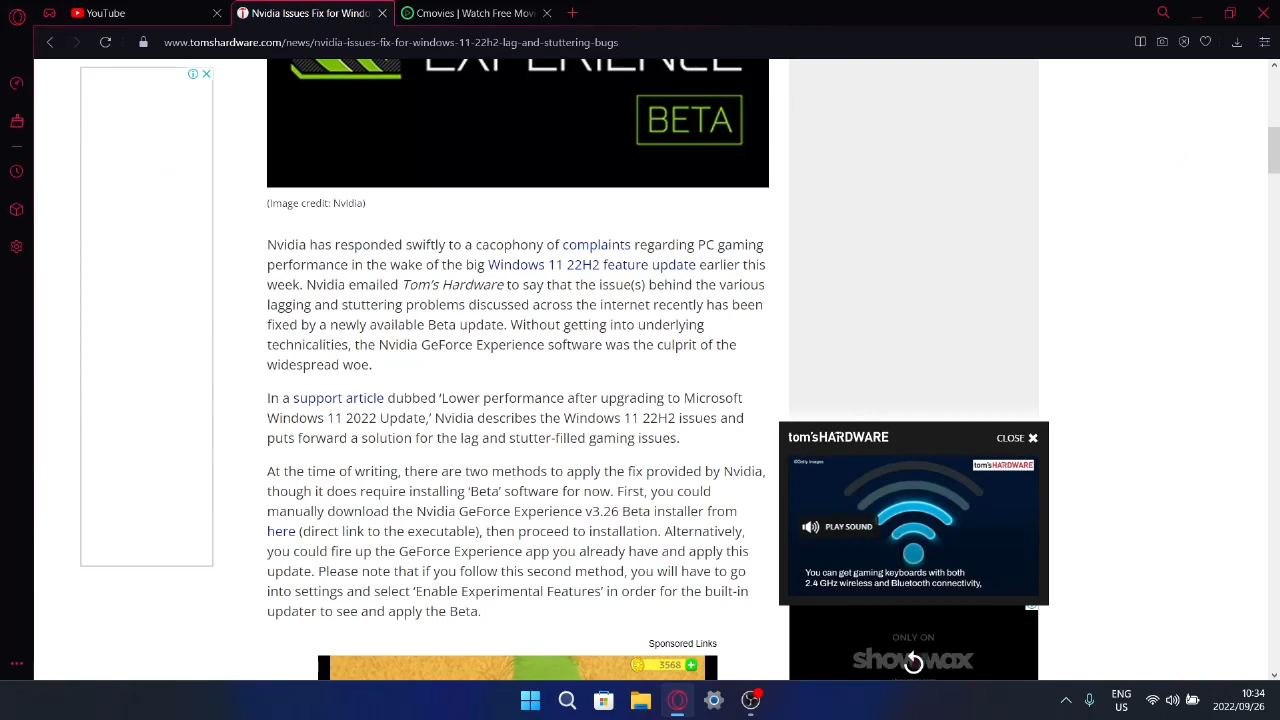 YouTube
Nvidia Issues Fix for Windo
Cmovies | Watch Free Movi
www.tomshardware.com/news/nvidia-issues-fix-for-windows-11-22h2-lag-and-stuttering-bugs
EXPERIENCE
BETA
(Image credit: Nvidia)
Nvidia has responded swiftly to a cacophony of complaints regarding PC gaming
performance in the wake of the big Windows 11 22H2 feature update earlier this
week. Nvidia emailed Tom's Hardware to say that the issue(s) behind the various
lagging and stuttering problems discussed across the internet recently has been
fixed by a newly available Beta update. Without getting into underlying
technicalities, the Nvidia GeForce Experience software was the culprit of the
widespread woe.
In a support article dubbed ‘Lower performance after upgrading to Microsoft
Windows 11 2022 Update,’ Nvidia describes the Windows 11 22H2 issues and
puts forward a solution for the lag and stutter-filled gaming issues.
At the time of writing, there are two methods to apply the fix provided by Nvidia,
though it does require installing ‘Beta’ software for now. First, you could
manually download the Nvidia GeForce Experience v3.26 Beta installer from
here (direct link to the executable), then proceed to installation. Alternatively,
you could fire up the GeForce Experience app you already have and apply this
update. Please note that if you follow this second method, you will have to go
into settings and select ‘Enable Experimental Features’ in order for the built-in
updater to see and apply the Beta.
Sponsored Links
3568
tom'sHARDWARE
CLOSE
©Getty Images
tom'sHARDWARE
PLAY SOUND
You can get gaming keyboards with both
2.4 GHz wireless and Bluetooth connectivity,
ONLY ON
showmax
ENG
US
10:34
2022/09/26